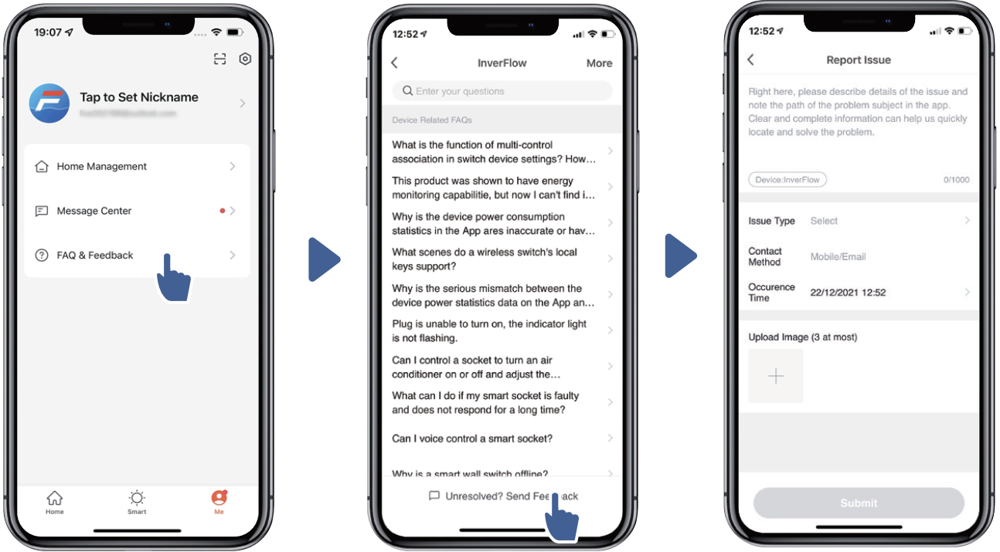 19:07
Tap to Set Nickname
Home Management
Message Center
FAQ & Feedback
Home
Smart
Me
12:52
InverFlow
More
Enter your questions
Device Related FAQs
What is the function of multi-control
association in switch device settings? How...
This product was shown to have energy
monitoring capabilitie, but now I can't find i...
Why is the device power consumption
statistics in the App ares inaccurate or hav...
What scenes do a wireless switch's local
keys support?
Why is the serious mismatch between the
device power statistics data on the App an...
Plug is unable to turn on, the indicator light
is not flashing.
Can I control a socket to turn an air
conditioner on or off and adjust the...
What can I do if my smart socket is faulty
and does not respond for a long time?
Can I voice control a smart socket?
Why is a smart wall switch offline?
Unresolved? Send Feedback
12:52
Report Issue
Right here, please describe details of the issue and
note the path of the problem subject in the app.
Clear and complete information can help us quickly
locate and solve the problem.
Device:InverFlow
0/1000
Issue Type Select
Contact
Method
Mobile/Email
Occurence
Time
22/12/2021 12:52
Upload Image (3 at most)
Submit